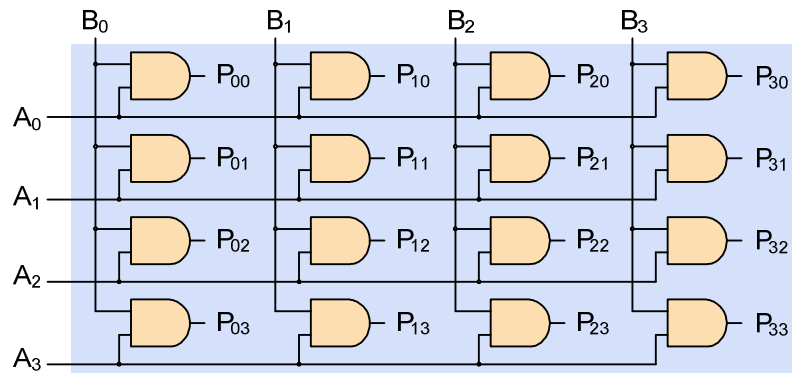 B₀ B₁ B₂ B₃
P₀₀ P₁₀ P₂₀ P₃₀
A₀
P₀₁ P₁₁ P₂₁ P₃₁
A₁
P₀₂ P₁₂ P₂₂ P₃₂
A₂
P₀₃ P₁₃ P₂₃ P₃₃
A₃